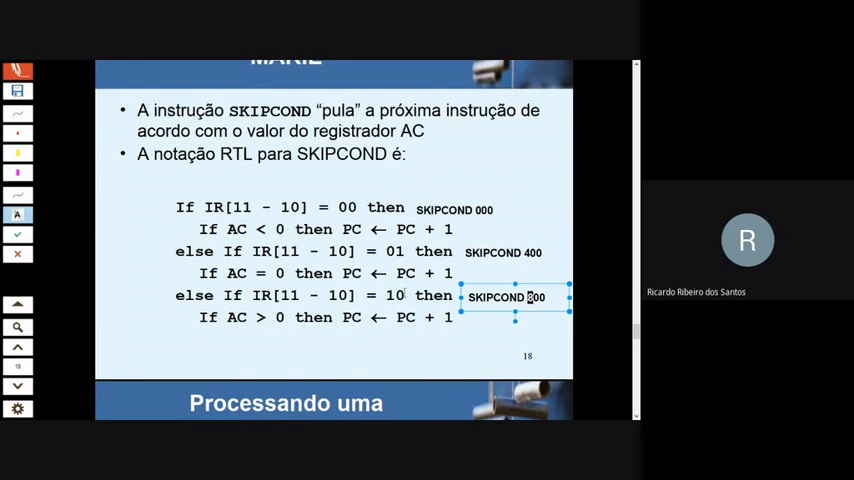 MARIE
• A instrução SKIPCOND “pula” a próxima instrução de
acordo com o valor do registrador AC
• A notação RTL para SKIPCOND é:
If IR[11 - 10] = 00 then SKIPCOND 000
If AC < 0 then PC ← PC + 1
else If IR[11 - 10] = 01 then SKIPCOND 400
If AC = 0 then PC ← PC + 1
else If IR[11 - 10] = 10 then SKIPCOND 800
If AC > 0 then PC ← PC + 1
18
Processando uma
A
18
R
Ricardo Ribeiro dos Santos